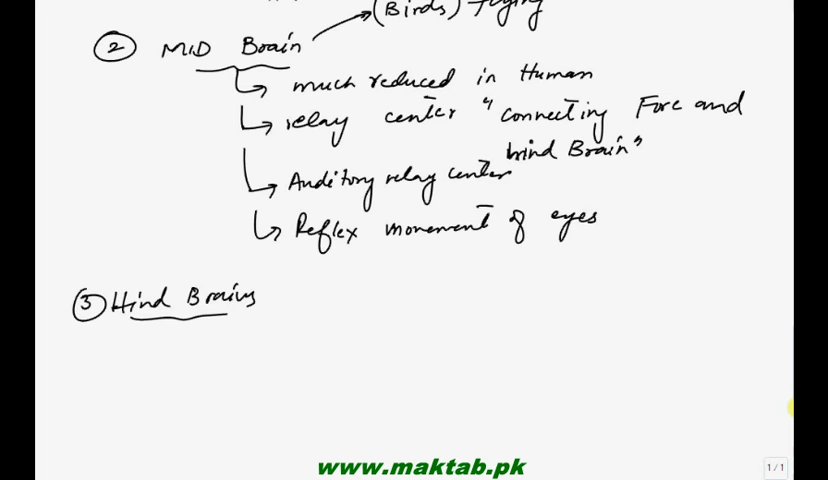 (Birds) Flying
② MID Brain
↳ much reduced in Human
↳ relay center "connecting Fore and
hind Brain"
↳ Auditory relay center
↳ Reflex movement of eyes
③ Hind Brain
www.maktab.pk
1/1